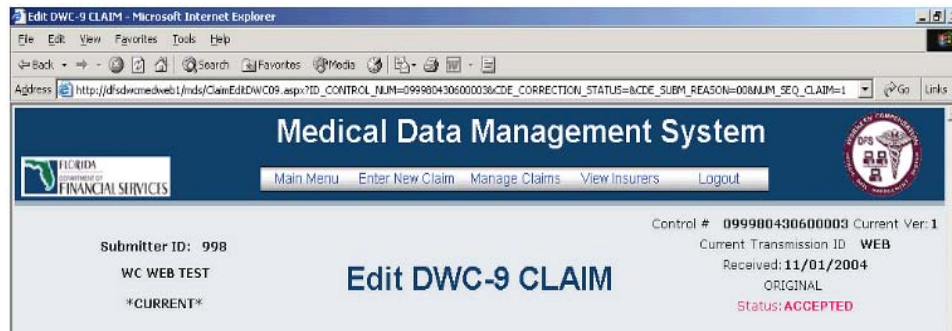 Edit DWC-9 CLAIM - Microsoft Internet Explorer
File Edit View Favorites Tools Help
Back Search Favorites Media
Address http://dfsdwcmedweb1/mds/ClaimEditDWC09.aspx?ID_CONTROL_NUM=099980430600003&CDE_CORRECTION_STATUS=&CDE_SUBM_REASON=00&NUM_SEQ_CLAIM=1 Go Links
Medical Data Management System
FLORIDA
DEPARTMENT OF
FINANCIAL SERVICES
Main Menu Enter New Claim Manage Claims View Insurers Logout
DFS
Control # 099980430600003 Current Ver: 1
Submitter ID: 998
Current Transmission ID WEB
WC WEB TEST
Edit DWC-9 CLAIM
Received: 11/01/2004
ORIGINAL
*CURRENT*
Status: ACCEPTED